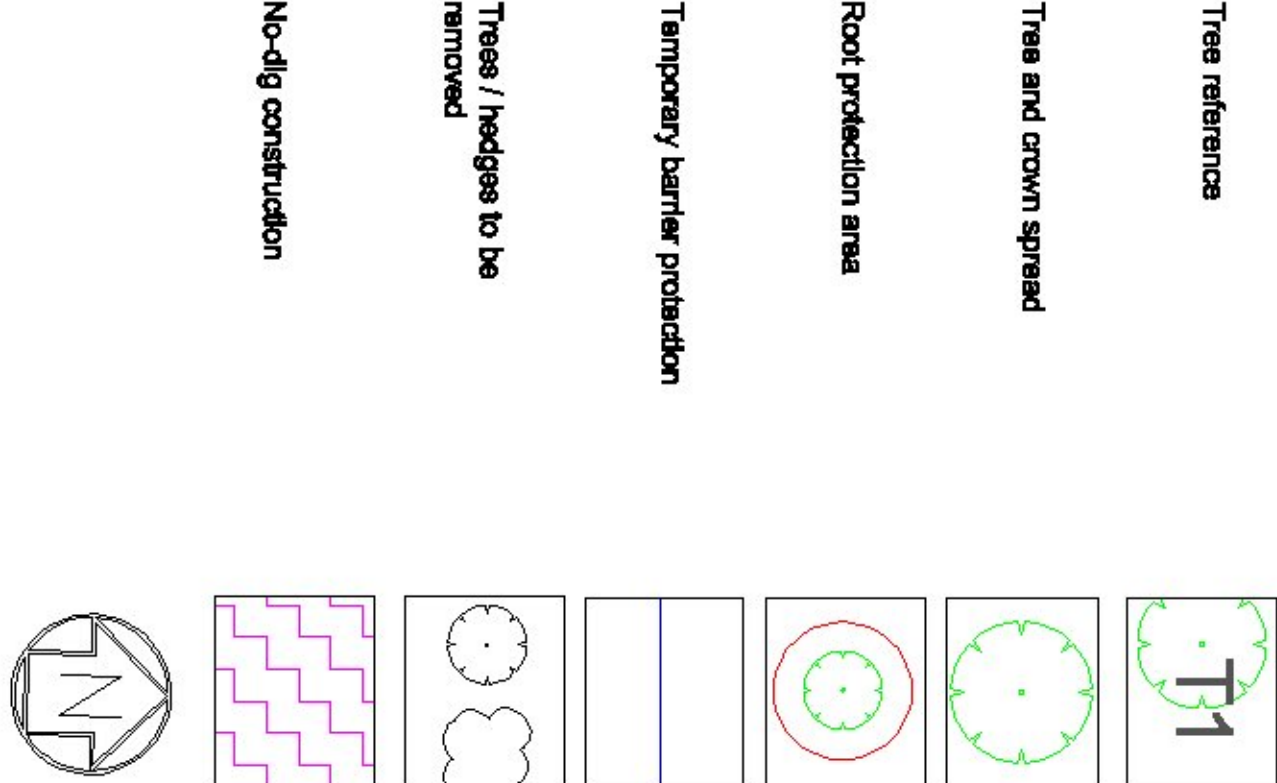 Tree reference
T1
Tree and crown spread
Root protection area
Temporary barrier protection
Trees / hedges to be
removed
No-dig construction
N